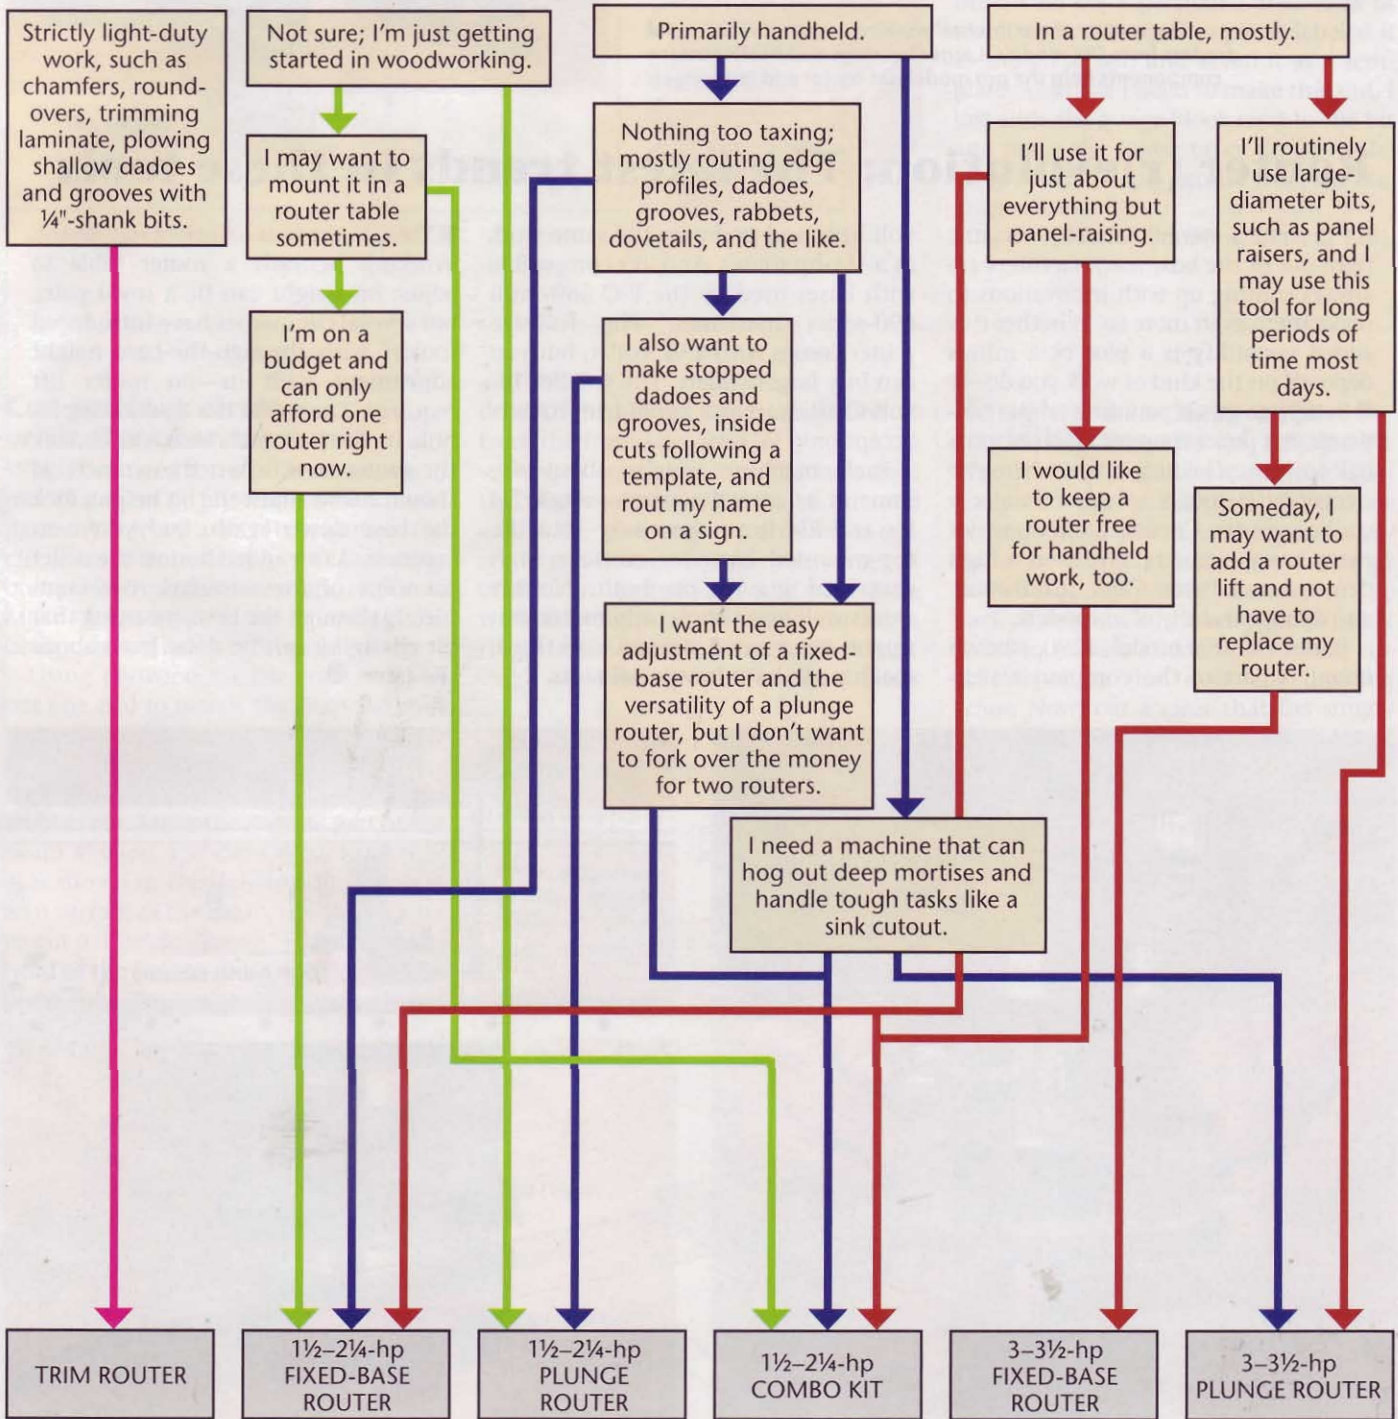 Strictly light-duty
work, such as
chamfers, round-
overs, trimming
laminate, plowing
shallow dadoes
and grooves with
¼"-shank bits.
Not sure; I'm just getting
started in woodworking.
I may want to
mount it in a
router table
sometimes.
I'm on a
budget and
can only
afford one
router right
now.
Primarily handheld.
Nothing too taxing;
mostly routing edge
profiles, dadoes,
grooves, rabbets,
dovetails, and the like.
I also want to
make stopped
dadoes and
grooves, inside
cuts following a
template, and
rout my name
on a sign.
I want the easy
adjustment of a fixed-
base router and the
versatility of a plunge
router, but I don't want
to fork over the money
for two routers.
I need a machine that can
hog out deep mortises and
handle tough tasks like a
sink cutout.
In a router table, mostly.
I'll use it for
just about
everything but
panel-raising.
I would like
to keep a
router free
for handheld
work, too.
I'll routinely
use large-
diameter bits,
such as panel
raisers, and I
may use this
tool for long
periods of
time most
days.
Someday, I
may want to
add a router
lift and not
have to
replace my
router.
TRIM ROUTER
1½–2¼-hp
FIXED-BASE
ROUTER
1½–2¼-hp
PLUNGE
ROUTER
1½–2¼-hp
COMBO KIT
3–3½-hp
FIXED-BASE
ROUTER
3–3½-hp
PLUNGE ROUTER